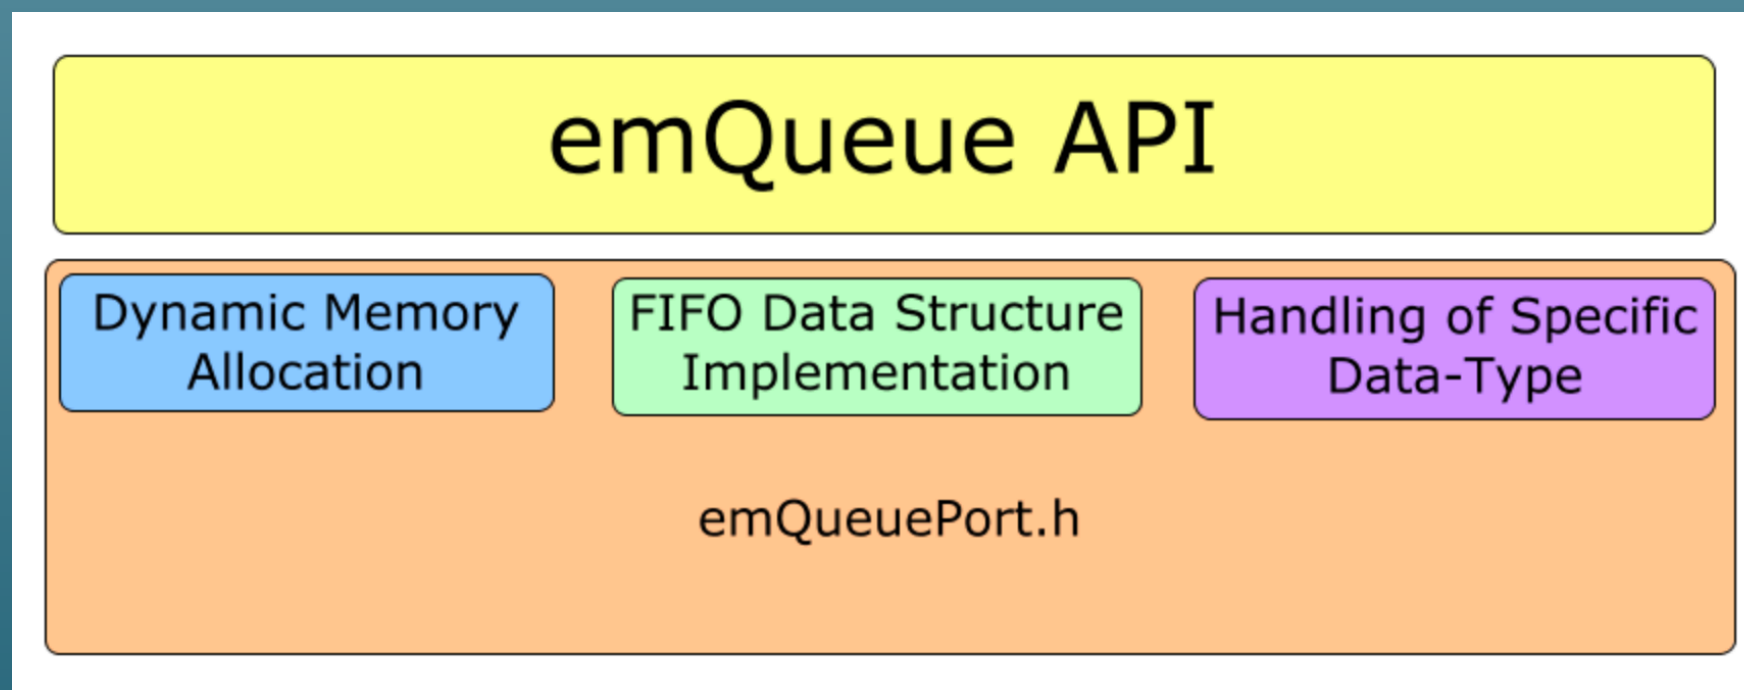 emQueue API
Dynamic Memory
Allocation
FIFO Data Structure
Implementation
Handling of Specific
Data-Type
emQueuePort.h